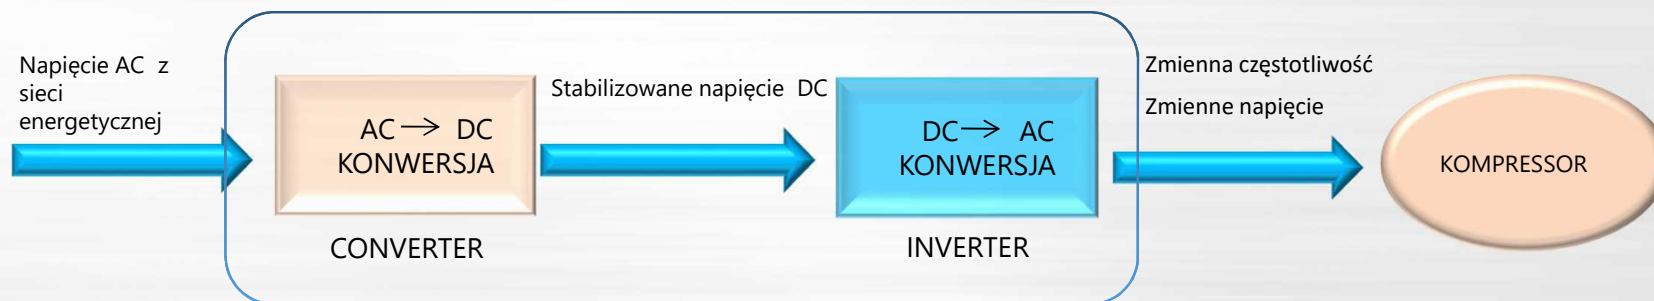 Napięcie AC z
sieci
energetycznej
AC → DC
KONWERSJA
CONVERTER
Stabilizowane napięcie DC
DC → AC
KONWERSJA
INVERTER
Zmienna częstotliwość
Zmienne napięcie
KOMPRESSOR